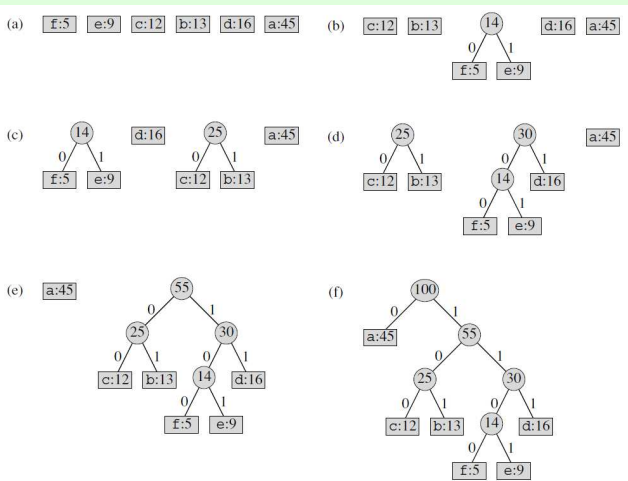 (a) f:5 e:9 c:12 b:13 d:16 a:45
(b) c:12 b:13 14 d:16 a:45
0 1
f:5 e:9
(c) 14 d:16 25 a:45
0 1 0 1
f:5 e:9 c:12 b:13
(d) 25 30 a:45
0 1 0 1
c:12 b:13 14 d:16
0 1
f:5 e:9
(e) a:45 55
0 1
25 30
0 1 0 1
c:12 b:13 14 d:16
0 1
f:5 e:9
(f) 100
0 1
a:45 55
0 1
25 30
0 1 0 1
c:12 b:13 14 d:16
0 1
f:5 e:9